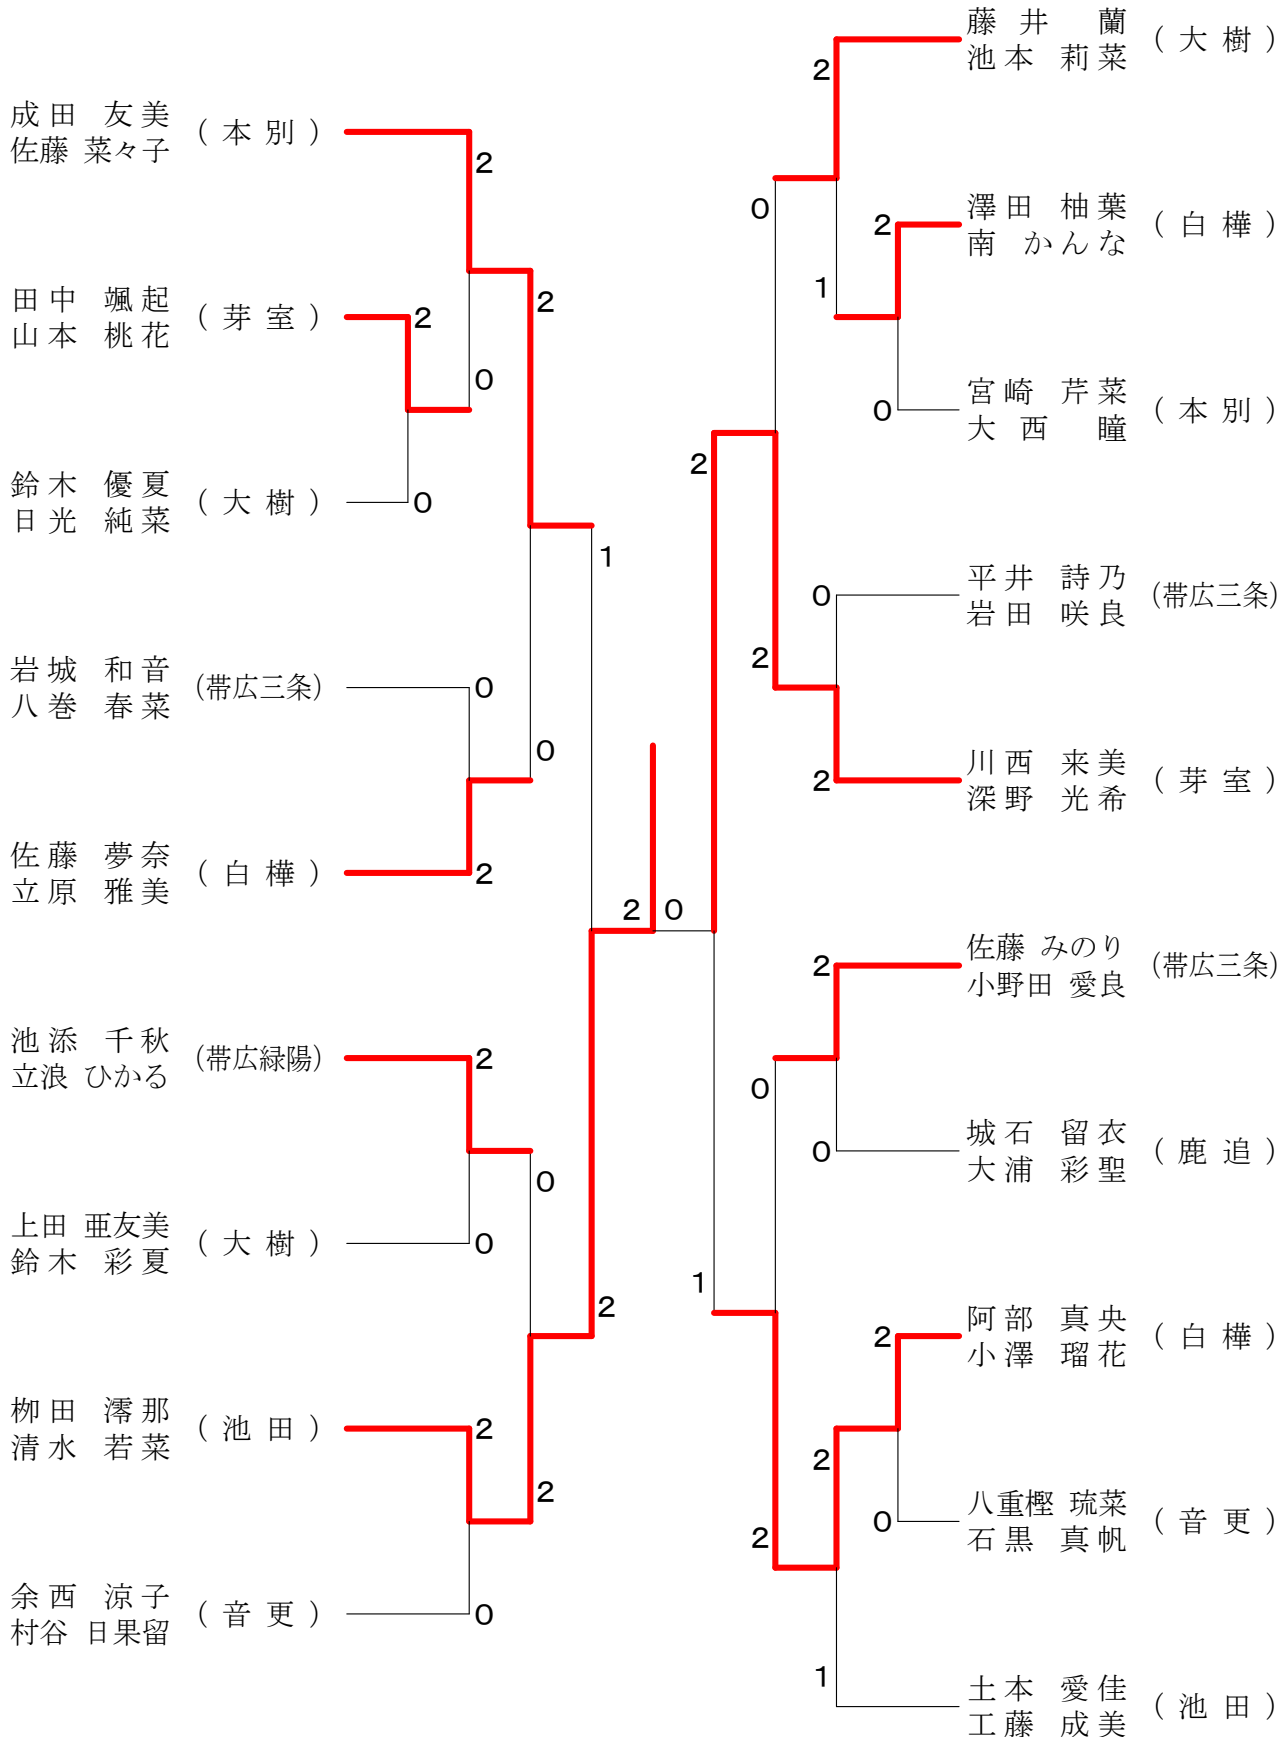 成田 友美
佐藤 菜々子
(本別)
2
田中 颯起
山本 桃花
(芽室)
2
0
2
鈴木 優夏
日光 純菜
(大樹)
0
1
岩城 和音
八巻 春菜
(帯広三条)
0
0
佐藤 夢奈
立原 雅美
(白樺)
2
2
0
池添 千秋
立浪 ひかる
(帯広緑陽)
2
0
上田 亜友美
鈴木 彩夏
(大樹)
0
2
栁田 澪那
清水 若菜
(池田)
2
2
余西 涼子
村谷 日果留
(音更)
0
藤井 蘭
池本 莉菜
(大樹)
2
0
澤田 柚葉
南 かんな
(白樺)
2
1
宮崎 芹菜
大西 瞳
(本別)
0
2
平井 詩乃
岩田 咲良
(帯広三条)
0
2
川西 来美
深野 光希
(芽室)
2
佐藤 みのり
小野田 愛良
(帯広三条)
2
0
城石 留衣
大浦 彩聖
(鹿追)
0
1
阿部 真央
小澤 瑠花
(白樺)
2
2
八重樫 琉菜
石黒 真帆
(音更)
0
2
土本 愛佳
工藤 成美
(池田)
1